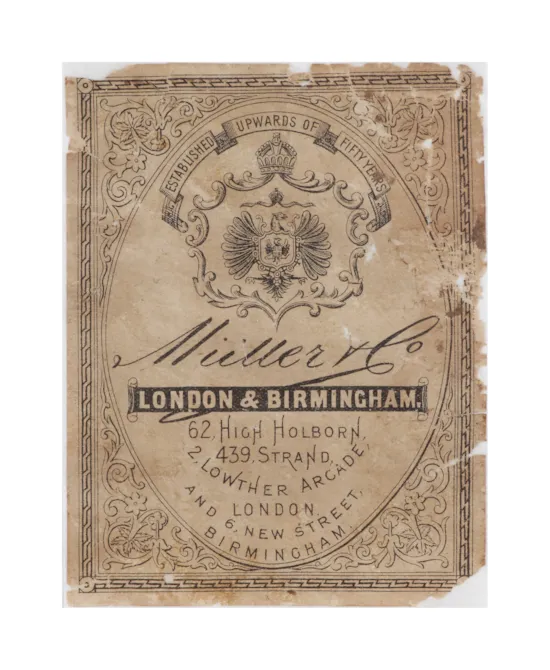 ESTABLISHED UPWARDS OF FIFTY YEARS
Müller & Co
LONDON & BIRMINGHAM.
62, HIGH HOLBORN,
439, STRAND,
2, LOWTHER ARCADE,
LONDON,
AND 6, NEW STREET,
BIRMINGHAM.